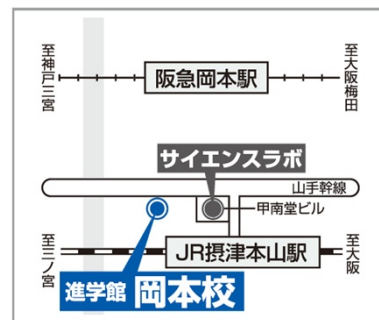 至神戸三宮
阪急岡本駅
至大阪梅田
サイエンスラボ
山手幹線
甲南堂ビル
至三ノ宮
JR摂津本山駅
至大阪
進学館 岡本校